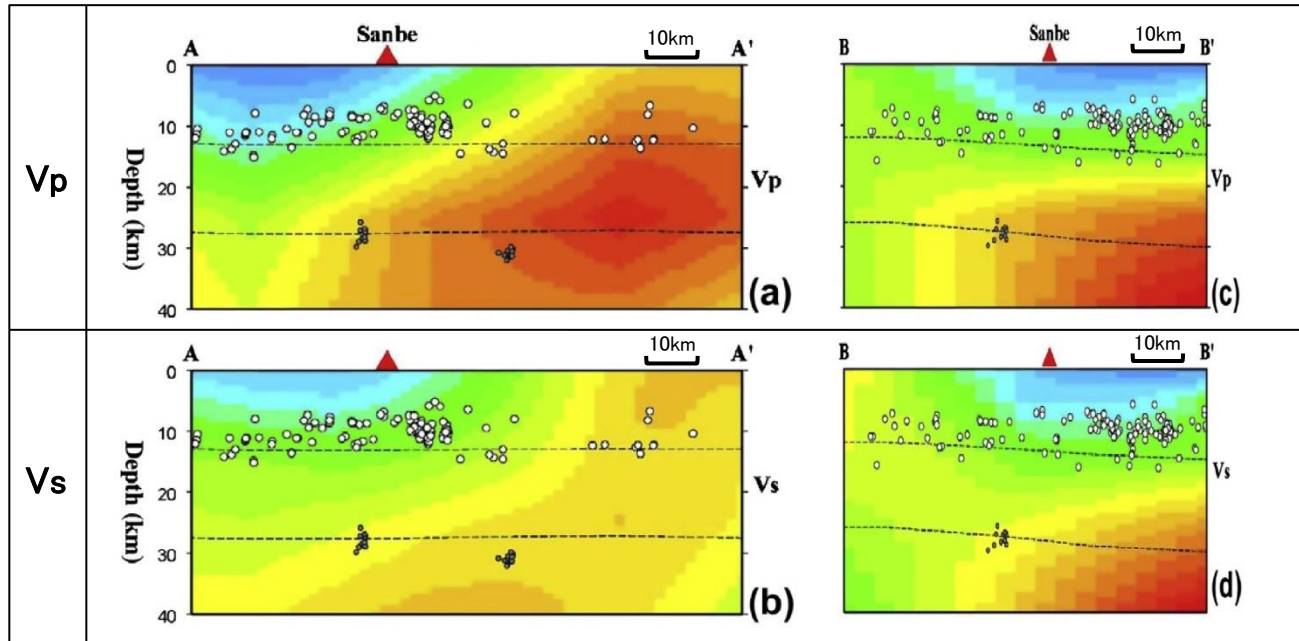 Vp
Sanbe
A
A'
10km
0
10
20
30
40
Depth (km)
Vp
(a)
Sanbe
B
B'
10km
Vp
(c)
Vs
A
A'
10km
0
10
20
30
40
Depth (km)
Vs
(b)
B
B'
10km
Vs
(d)